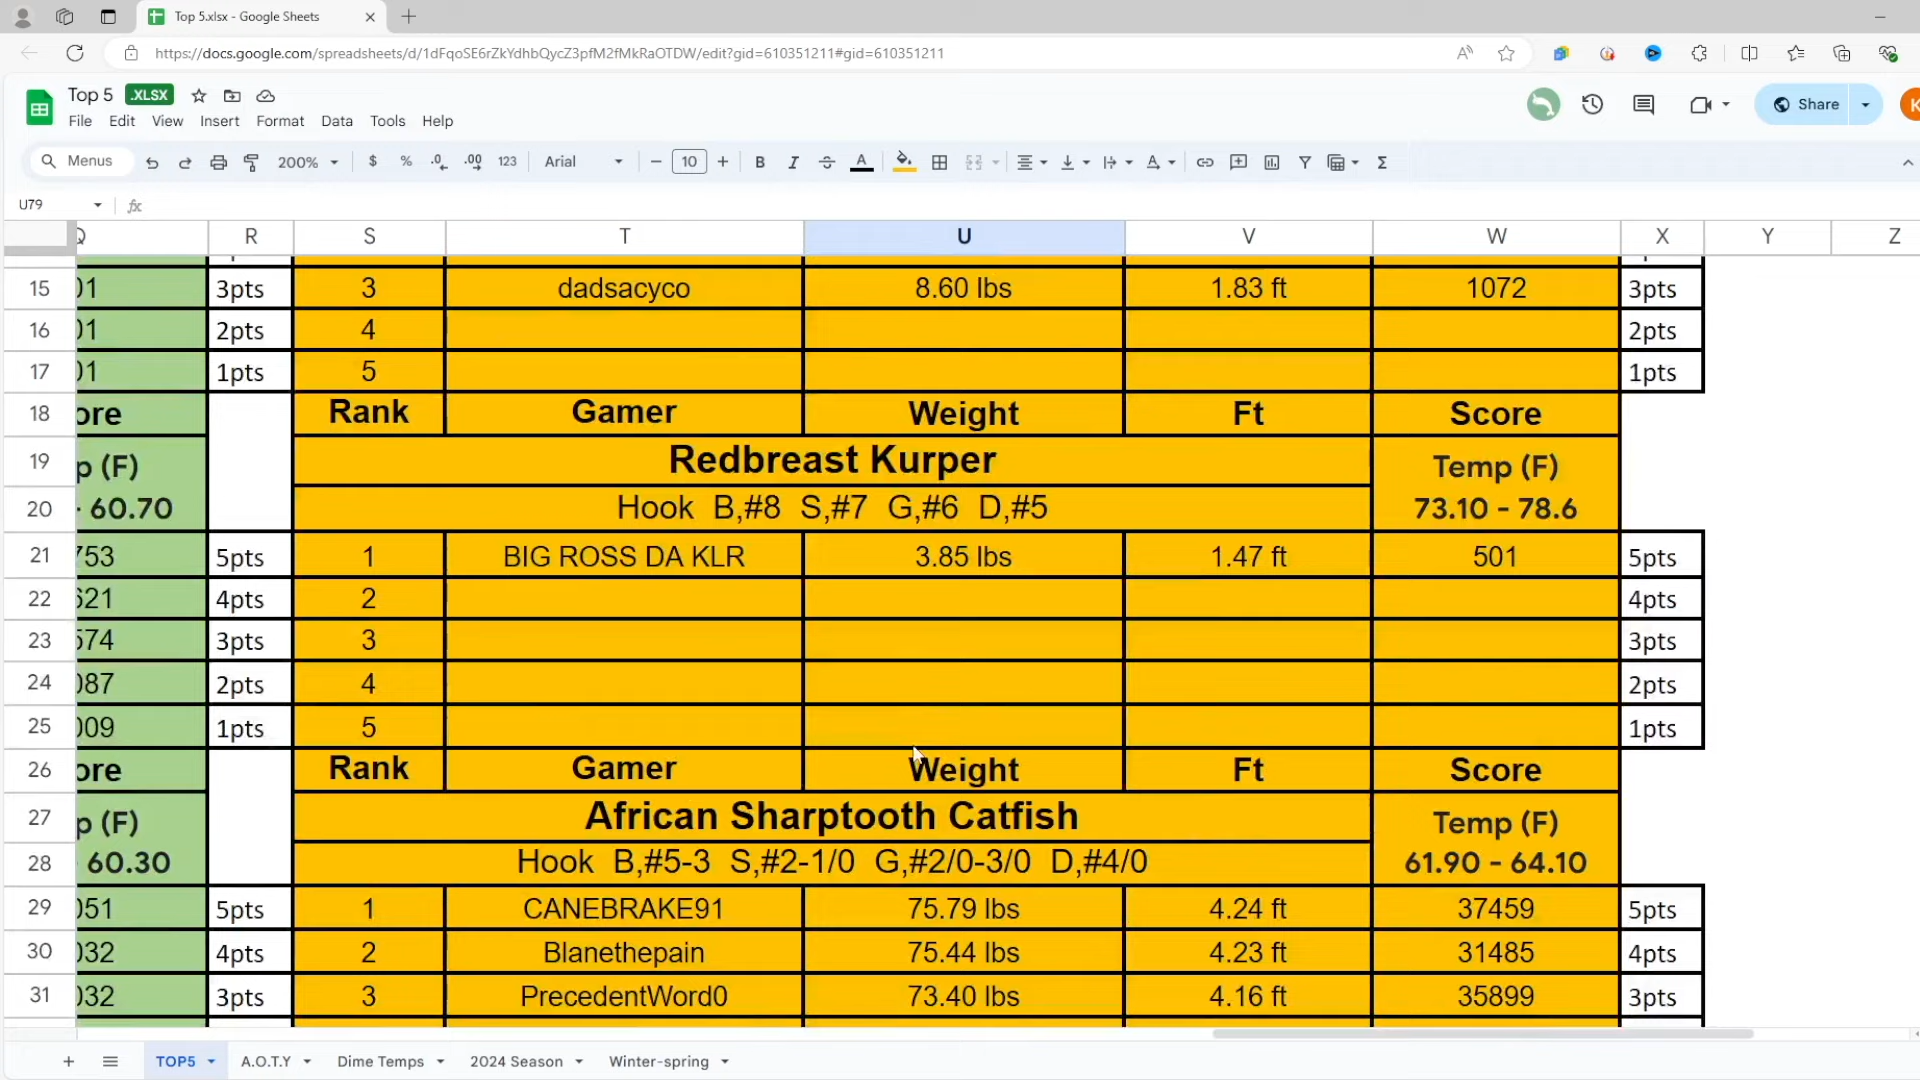 Top 5.xlsx - Google Sheets
https://docs.google.com/spreadsheets/d/1dFqoSE6rZkYdhbQycZ3pfM2fMkRaOTDW/edit?gid=610351211#gid=610351211
Top 5 .XLSX
Share
K
File Edit View Insert Format Data Tools Help
Menus 200% $ % .0 .00 123 Arial 10 B I A
U79 fx
Q R S T U V W X Y Z
15 01 3pts 3 dadsacyco 8.60 lbs 1.83 ft 1072 3pts
16 01 2pts 4 2pts
17 01 1pts 5 1pts
18 ore Rank Gamer Weight Ft Score
19 p (F) Redbreast Kurper Temp (F)
20 - 60.70 Hook B,#8 S,#7 G,#6 D,#5 73.10 - 78.6
21 753 5pts 1 BIG ROSS DA KLR 3.85 lbs 1.47 ft 501 5pts
22 621 4pts 2 4pts
23 574 3pts 3 3pts
24 087 2pts 4 2pts
25 009 1pts 5 1pts
26 ore Rank Gamer Weight Ft Score
27 p (F) African Sharptooth Catfish Temp (F)
28 60.30 Hook B,#5-3 S,#2-1/0 G,#2/0-3/0 D,#4/0 61.90 - 64.10
29 051 5pts 1 CANEBRAKE91 75.79 lbs 4.24 ft 37459 5pts
30 032 4pts 2 Blanethepain 75.44 lbs 4.23 ft 31485 4pts
31 032 3pts 3 PrecedentWord0 73.40 lbs 4.16 ft 35899 3pts
TOP5 A.O.T.Y Dime Temps 2024 Season Winter-spring